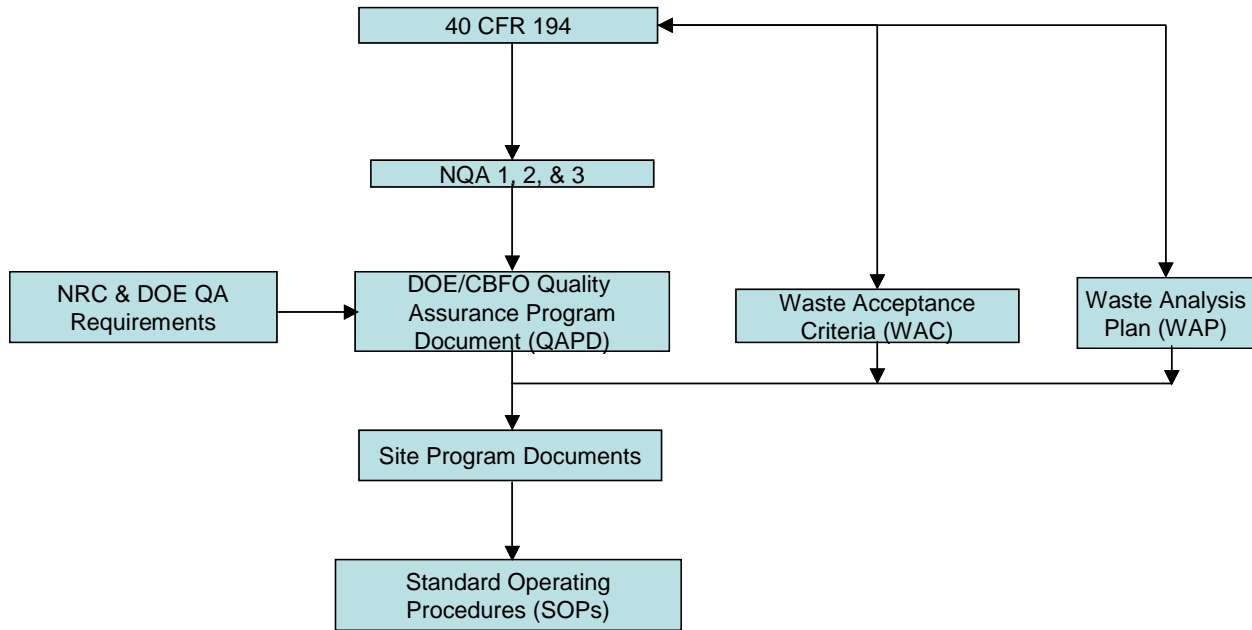 40 CFR 194
NQA 1, 2, & 3
NRC & DOE QA
Requirements
DOE/CBFO Quality
Assurance Program
Document (QAPD)
Waste Acceptance
Criteria (WAC)
Waste Analysis
Plan (WAP)
Site Program Documents
Standard Operating
Procedures (SOPs)